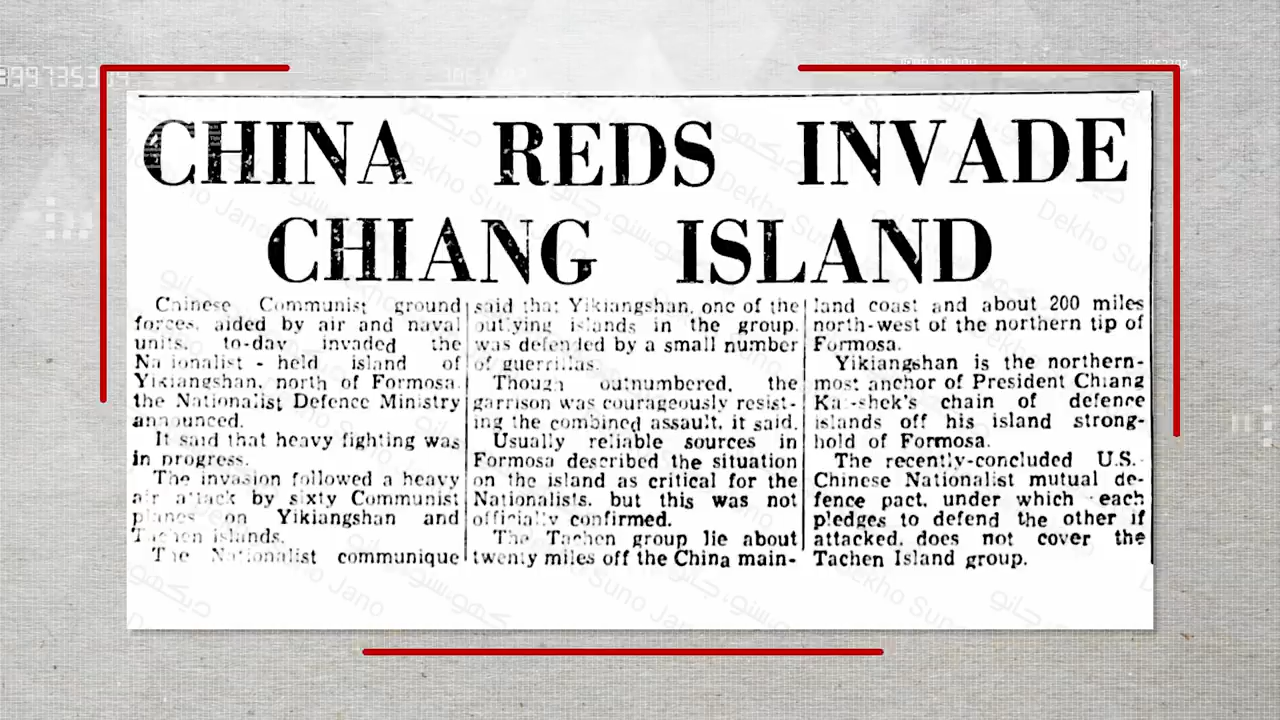 CHINA REDS INVADE
CHIANG ISLAND
Chinese Communist ground
forces, aided by air and naval
units, to-day invaded the
Nationalist - held island of
Yikiangshan, north of Formosa,
the Nationalist Defence Ministry
announced.
It said that heavy fighting was
in progress.
The invasion followed a heavy
air attack by sixty Communist
planes on Yikiangshan and
Tachen islands.
The Nationalist communique
said that Yikiangshan, one of the
outlying islands in the group,
was defended by a small number
of guerrillas.
Though outnumbered, the
garrison was courageously resist-
ing the combined assault, it said.
Usually reliable sources in
Formosa described the situation
on the island as critical for the
Nationalists, but this was not
officially confirmed.
The Tachen group lie about
twenty miles off the China main-
land coast and about 200 miles
north-west of the northern tip of
Formosa.
Yikiangshan is the northern-
most anchor of President Chiang
Kai-shek's chain of defence
islands off his island strong-
hold of Formosa.
The recently-concluded U.S.-
Chinese Nationalist mutual de-
fence pact, under which each
pledges to defend the other if
attacked, does not cover the
Tachen Island group.
Dekho Suno Jano
دیکھو، سنو، جانو